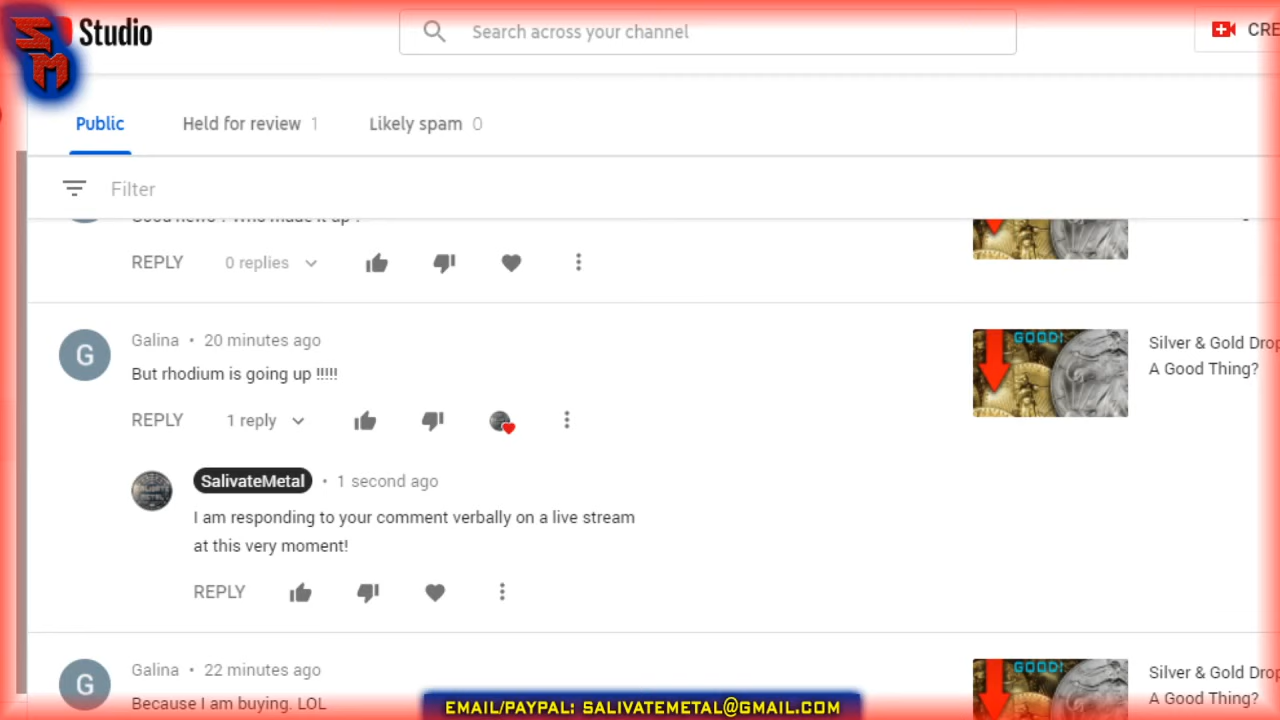 SM
Studio
Search across your channel
CRE
Public
Held for review 1
Likely spam 0
Filter
REPLY
0 replies
Galina • 20 minutes ago
But rhodium is going up !!!!!
REPLY
1 reply
GOOD!
Silver & Gold Drop
A Good Thing?
G
SalivateMetal • 1 second ago
I am responding to your comment verbally on a live stream
at this very moment!
REPLY
G
Galina • 22 minutes ago
Because I am buying. LOL
GOOD!
Silver & Gold Drop
A Good Thing?
EMAIL/PAYPAL: SALIVATEMETAL@GMAIL.COM